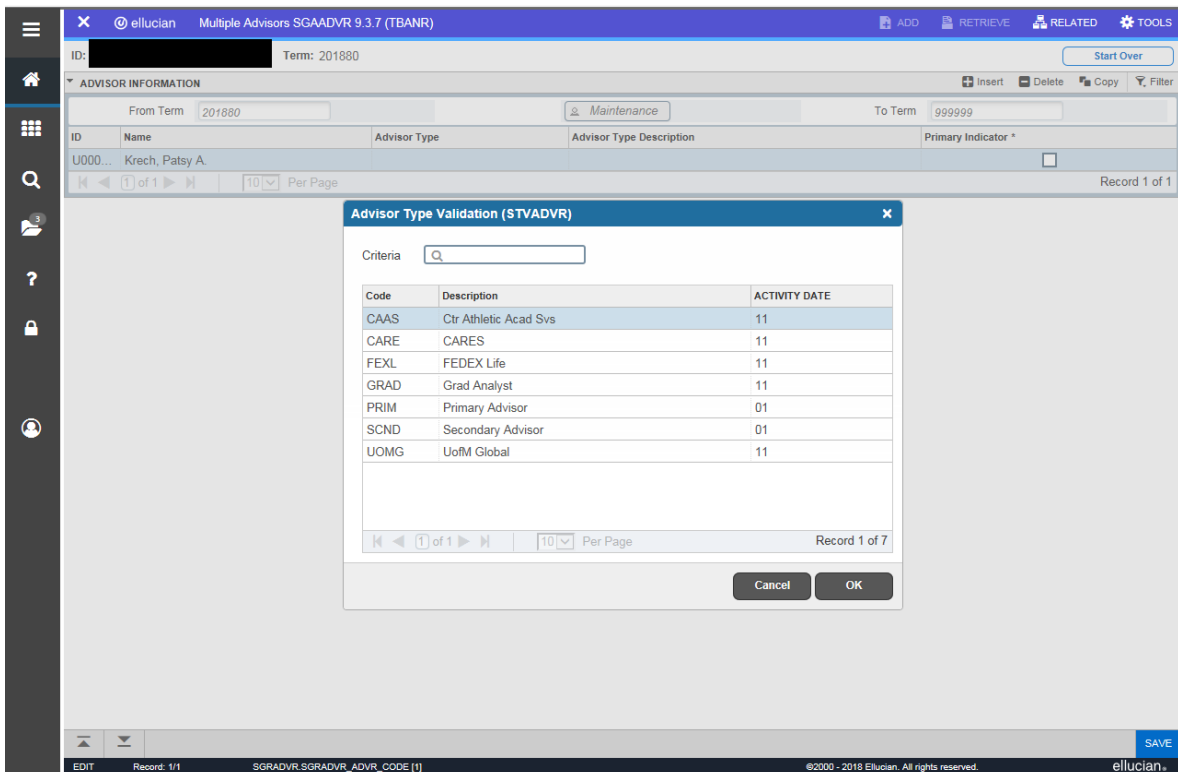 ellucian Multiple Advisors SGAADVR 9.3.7 (TBANR) ADD RETRIEVE RELATED TOOLS
ID: Term: 201880 Start Over
ADVISOR INFORMATION Insert Delete Copy Filter
From Term 201880 Maintenance To Term 999999
ID Name Advisor Type Advisor Type Description Primary Indicator *
U000... Krech, Patsy A.
1 of 1 10 Per Page Record 1 of 1
3
?
Advisor Type Validation (STVADVR)
Criteria
Code Description ACTIVITY DATE
CAAS Ctr Athletic Acad Svs 11
CARE CARES 11
FEXL FEDEX Life 11
GRAD Grad Analyst 11
PRIM Primary Advisor 01
SCND Secondary Advisor 01
UOMG UofM Global 11
1 of 1 10 Per Page Record 1 of 7
Cancel OK
SAVE
EDIT Record: 1/1 SGRADVR.SGRADVR_ADVR_CODE [1] ©2000 - 2018 Ellucian. All rights reserved. ellucian.